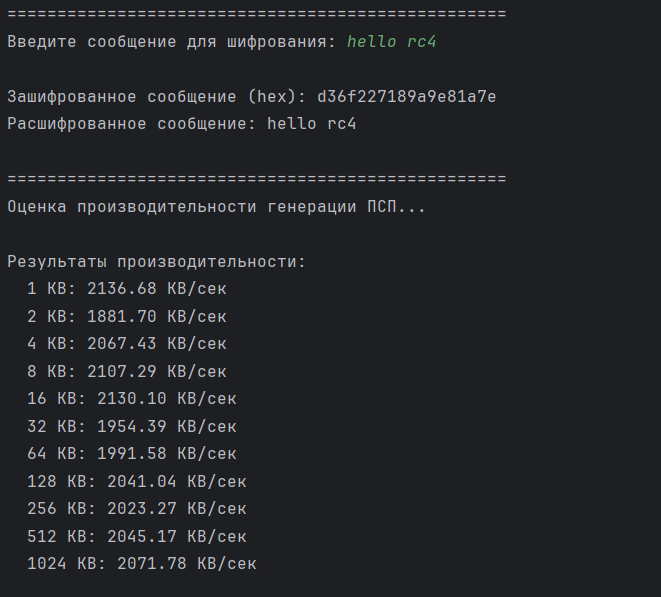 ==================================================
Введите сообщение для шифрования: hello rc4
Зашифрованное сообщение (hex): d36f227189a9e81a7e
Расшифрованное сообщение: hello rc4
==================================================
Оценка производительности генерации ПСП...
Результаты производительности:
1 KB: 2136.68 KB/сек
2 KB: 1881.70 KB/сек
4 KB: 2067.43 KB/сек
8 KB: 2107.29 KB/сек
16 KB: 2130.10 KB/сек
32 KB: 1954.39 KB/сек
64 KB: 1991.58 KB/сек
128 KB: 2041.04 KB/сек
256 KB: 2023.27 KB/сек
512 KB: 2045.17 KB/сек
1024 KB: 2071.78 KB/сек